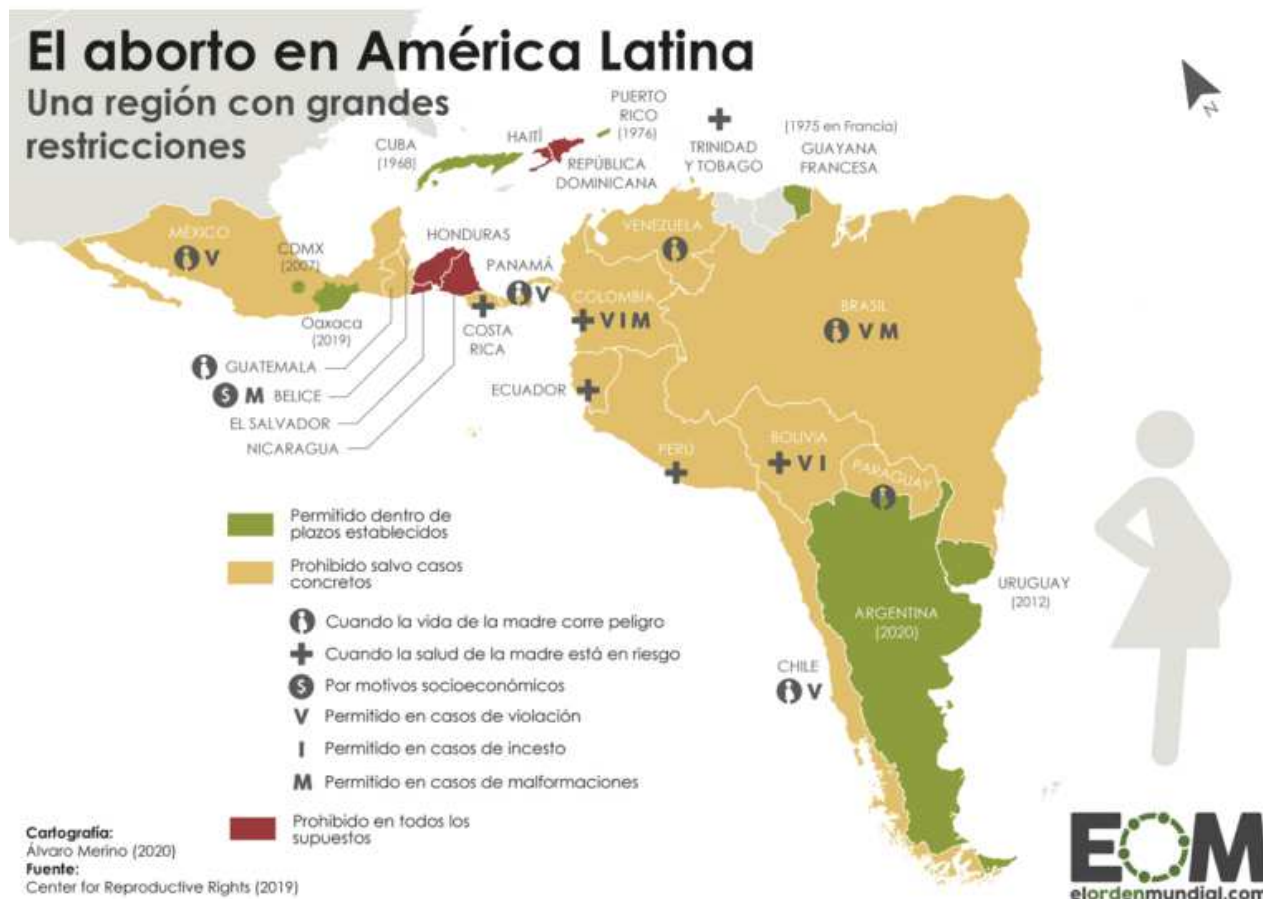 El aborto en América Latina
Una región con grandes
restricciones
PUERTO
RICO
(1976)
CUBA
(1968)
HAITÍ
REPÚBLICA
DOMINICANA
TRINIDAD
Y TOBAGO
(1975 en Francia)
GUAYANA
FRANCESA
N
MÉXICO
V
CDMX
(2007)
Oaxaca
(2019)
HONDURAS
PANAMÁ
V
COSTA
RICA
VENEZUELA
COLOMBIA
V I M
BRASIL
V M
GUATEMALA
$ M BELICE
EL SALVADOR
NICARAGUA
ECUADOR
PERÚ
BOLIVIA
V I
PARAGUAY
URUGUAY
(2012)
ARGENTINA
(2020)
CHILE
V
Permitido dentro de
plazos establecidos
Prohibido salvo casos
concretos
Cuando la vida de la madre corre peligro
Cuando la salud de la madre está en riesgo
$ Por motivos socioeconómicos
V Permitido en casos de violación
I Permitido en casos de incesto
M Permitido en casos de malformaciones
Prohibido en todos los
supuestos
Cartografía:
Álvaro Merino (2020)
Fuente:
Center for Reproductive Rights (2019)
EOM
elordenmundial.com